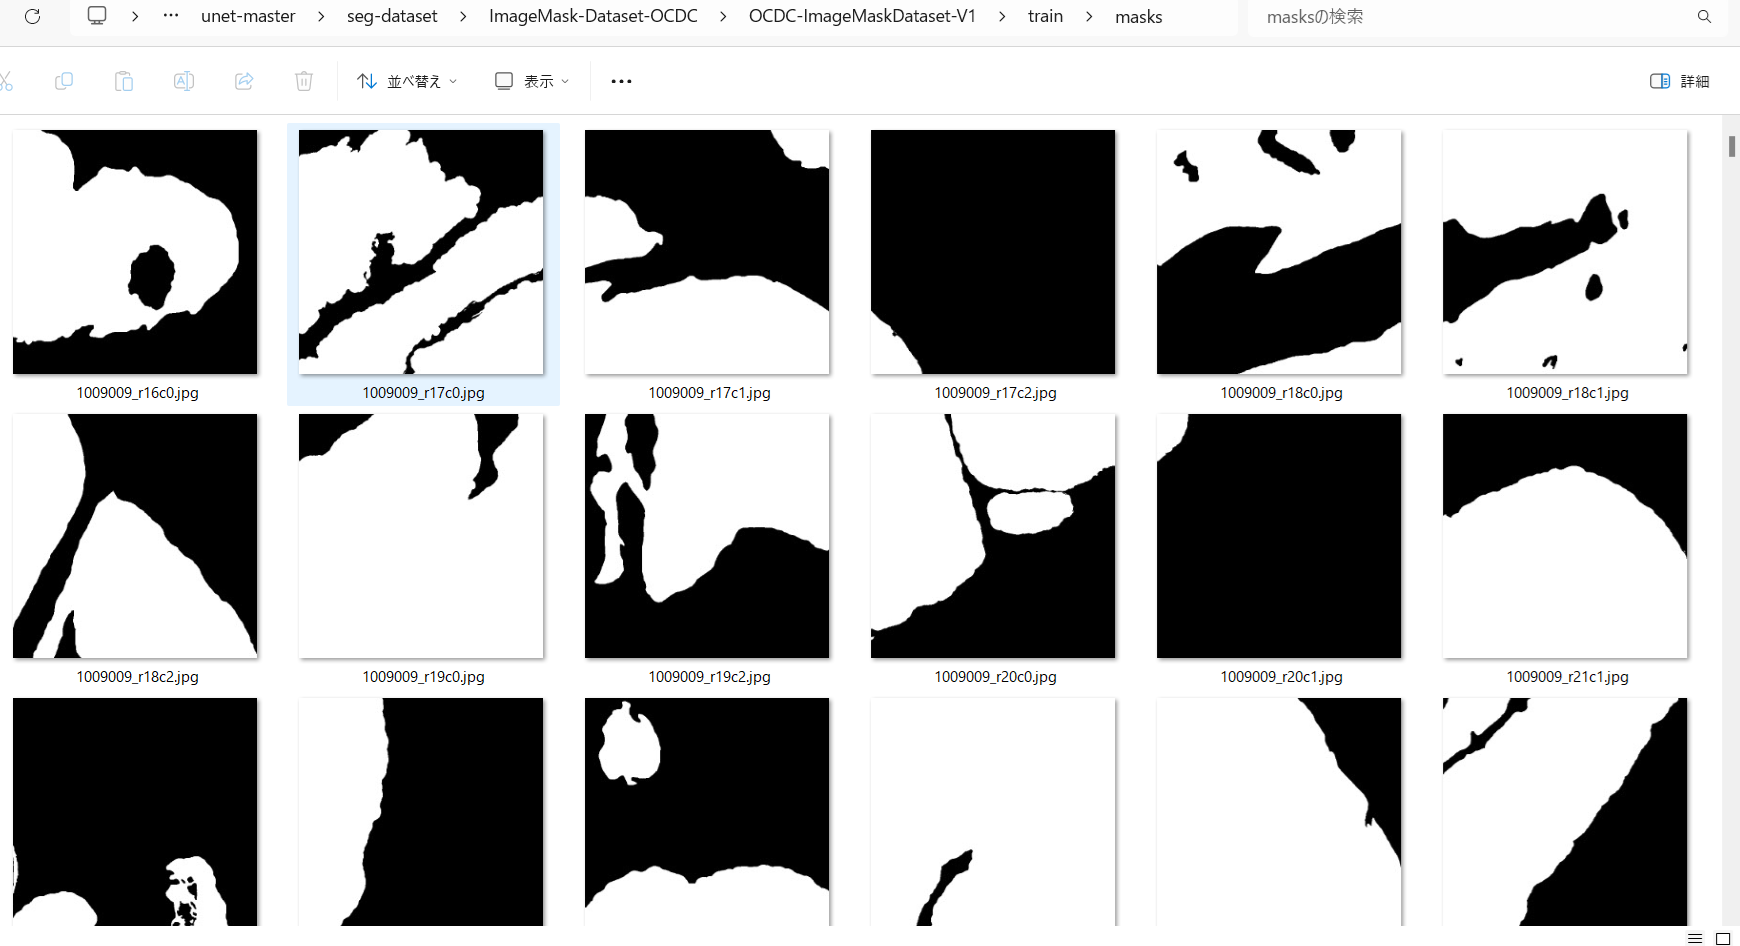 unet-master > seg-dataset > ImageMask-Dataset-OCDC > OCDC-ImageMaskDataset-V1 > train > masks masksの検索
並べ替え 表示 ••• 詳細
1009009_r16c0.jpg 1009009_r17c0.jpg 1009009_r17c1.jpg 1009009_r17c2.jpg 1009009_r18c0.jpg 1009009_r18c1.jpg
1009009_r18c2.jpg 1009009_r19c0.jpg 1009009_r19c2.jpg 1009009_r20c0.jpg 1009009_r20c1.jpg 1009009_r21c1.jpg